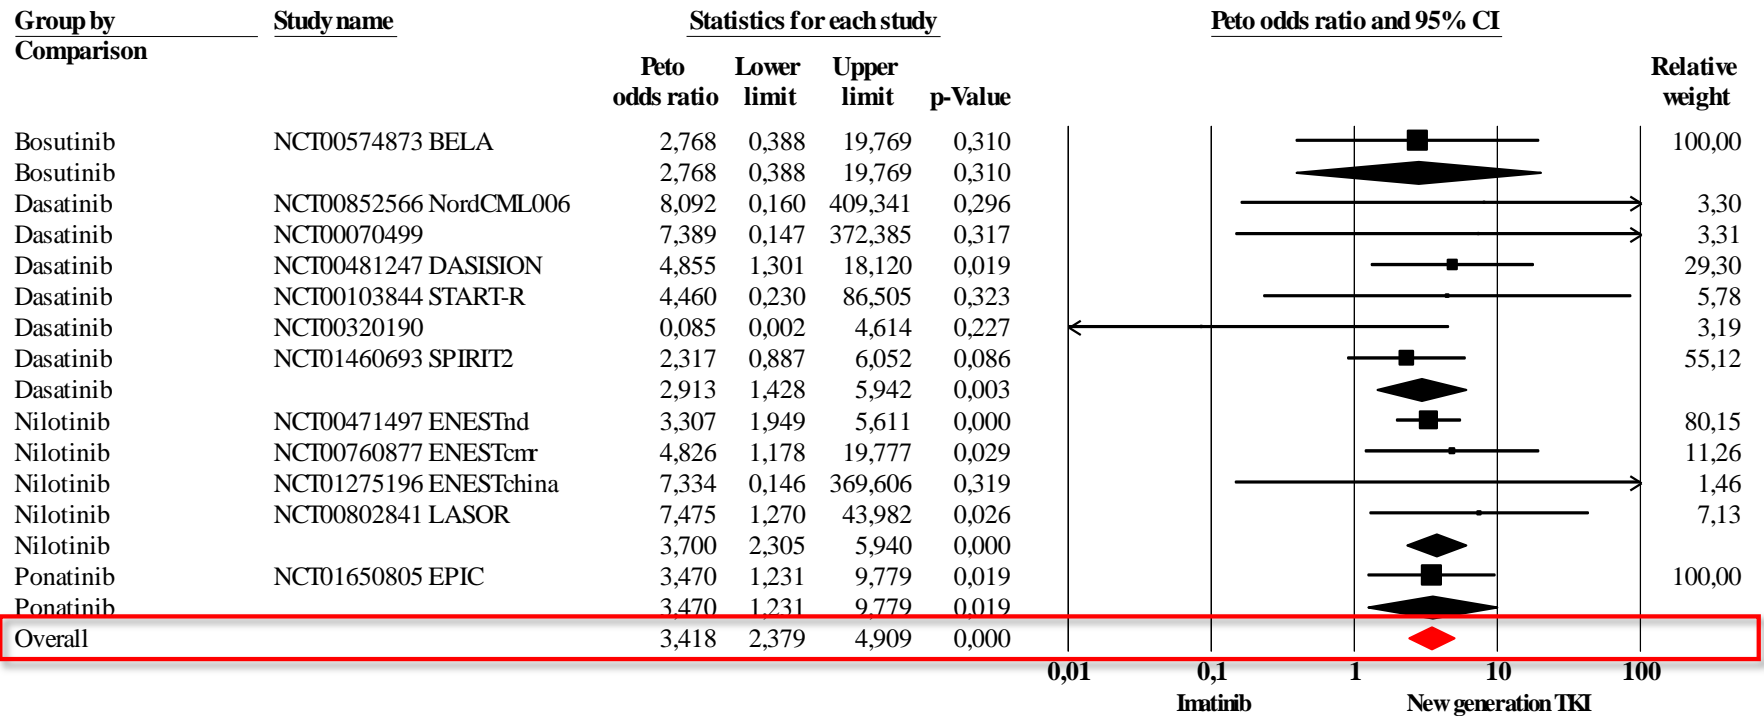 Group by Study name Statistics for each study Peto odds ratio and 95% CI
Comparison
Peto Lower Upper Relative
odds ratio limit limit p-Value weight
Bosutinib NCT00574873 BELA 2,768 0,388 19,769 0,310 100,00
Bosutinib 2,768 0,388 19,769 0,310
Dasatinib NCT00852566 NordCML006 8,092 0,160 409,341 0,296 3,30
Dasatinib NCT00070499 7,389 0,147 372,385 0,317 3,31
Dasatinib NCT00481247 DASISION 4,855 1,301 18,120 0,019 29,30
Dasatinib NCT00103844 START-R 4,460 0,230 86,505 0,323 5,78
Dasatinib NCT00320190 0,085 0,002 4,614 0,227 3,19
Dasatinib NCT01460693 SPIRIT2 2,317 0,887 6,052 0,086 55,12
Dasatinib 2,913 1,428 5,942 0,003
Nilotinib NCT00471497 ENESTnd 3,307 1,949 5,611 0,000 80,15
Nilotinib NCT00760877 ENESTcmr 4,826 1,178 19,777 0,029 11,26
Nilotinib NCT01275196 ENESTchina 7,334 0,146 369,606 0,319 1,46
Nilotinib NCT00802841 LASOR 7,475 1,270 43,982 0,026 7,13
Nilotinib 3,700 2,305 5,940 0,000
Ponatinib NCT01650805 EPIC 3,470 1,231 9,779 0,019 100,00
Ponatinib 3,470 1,231 9,779 0,019
Overall 3,418 2,379 4,909 0,000
0,01 0,1 1 10 100
Imatinib New generation TKI